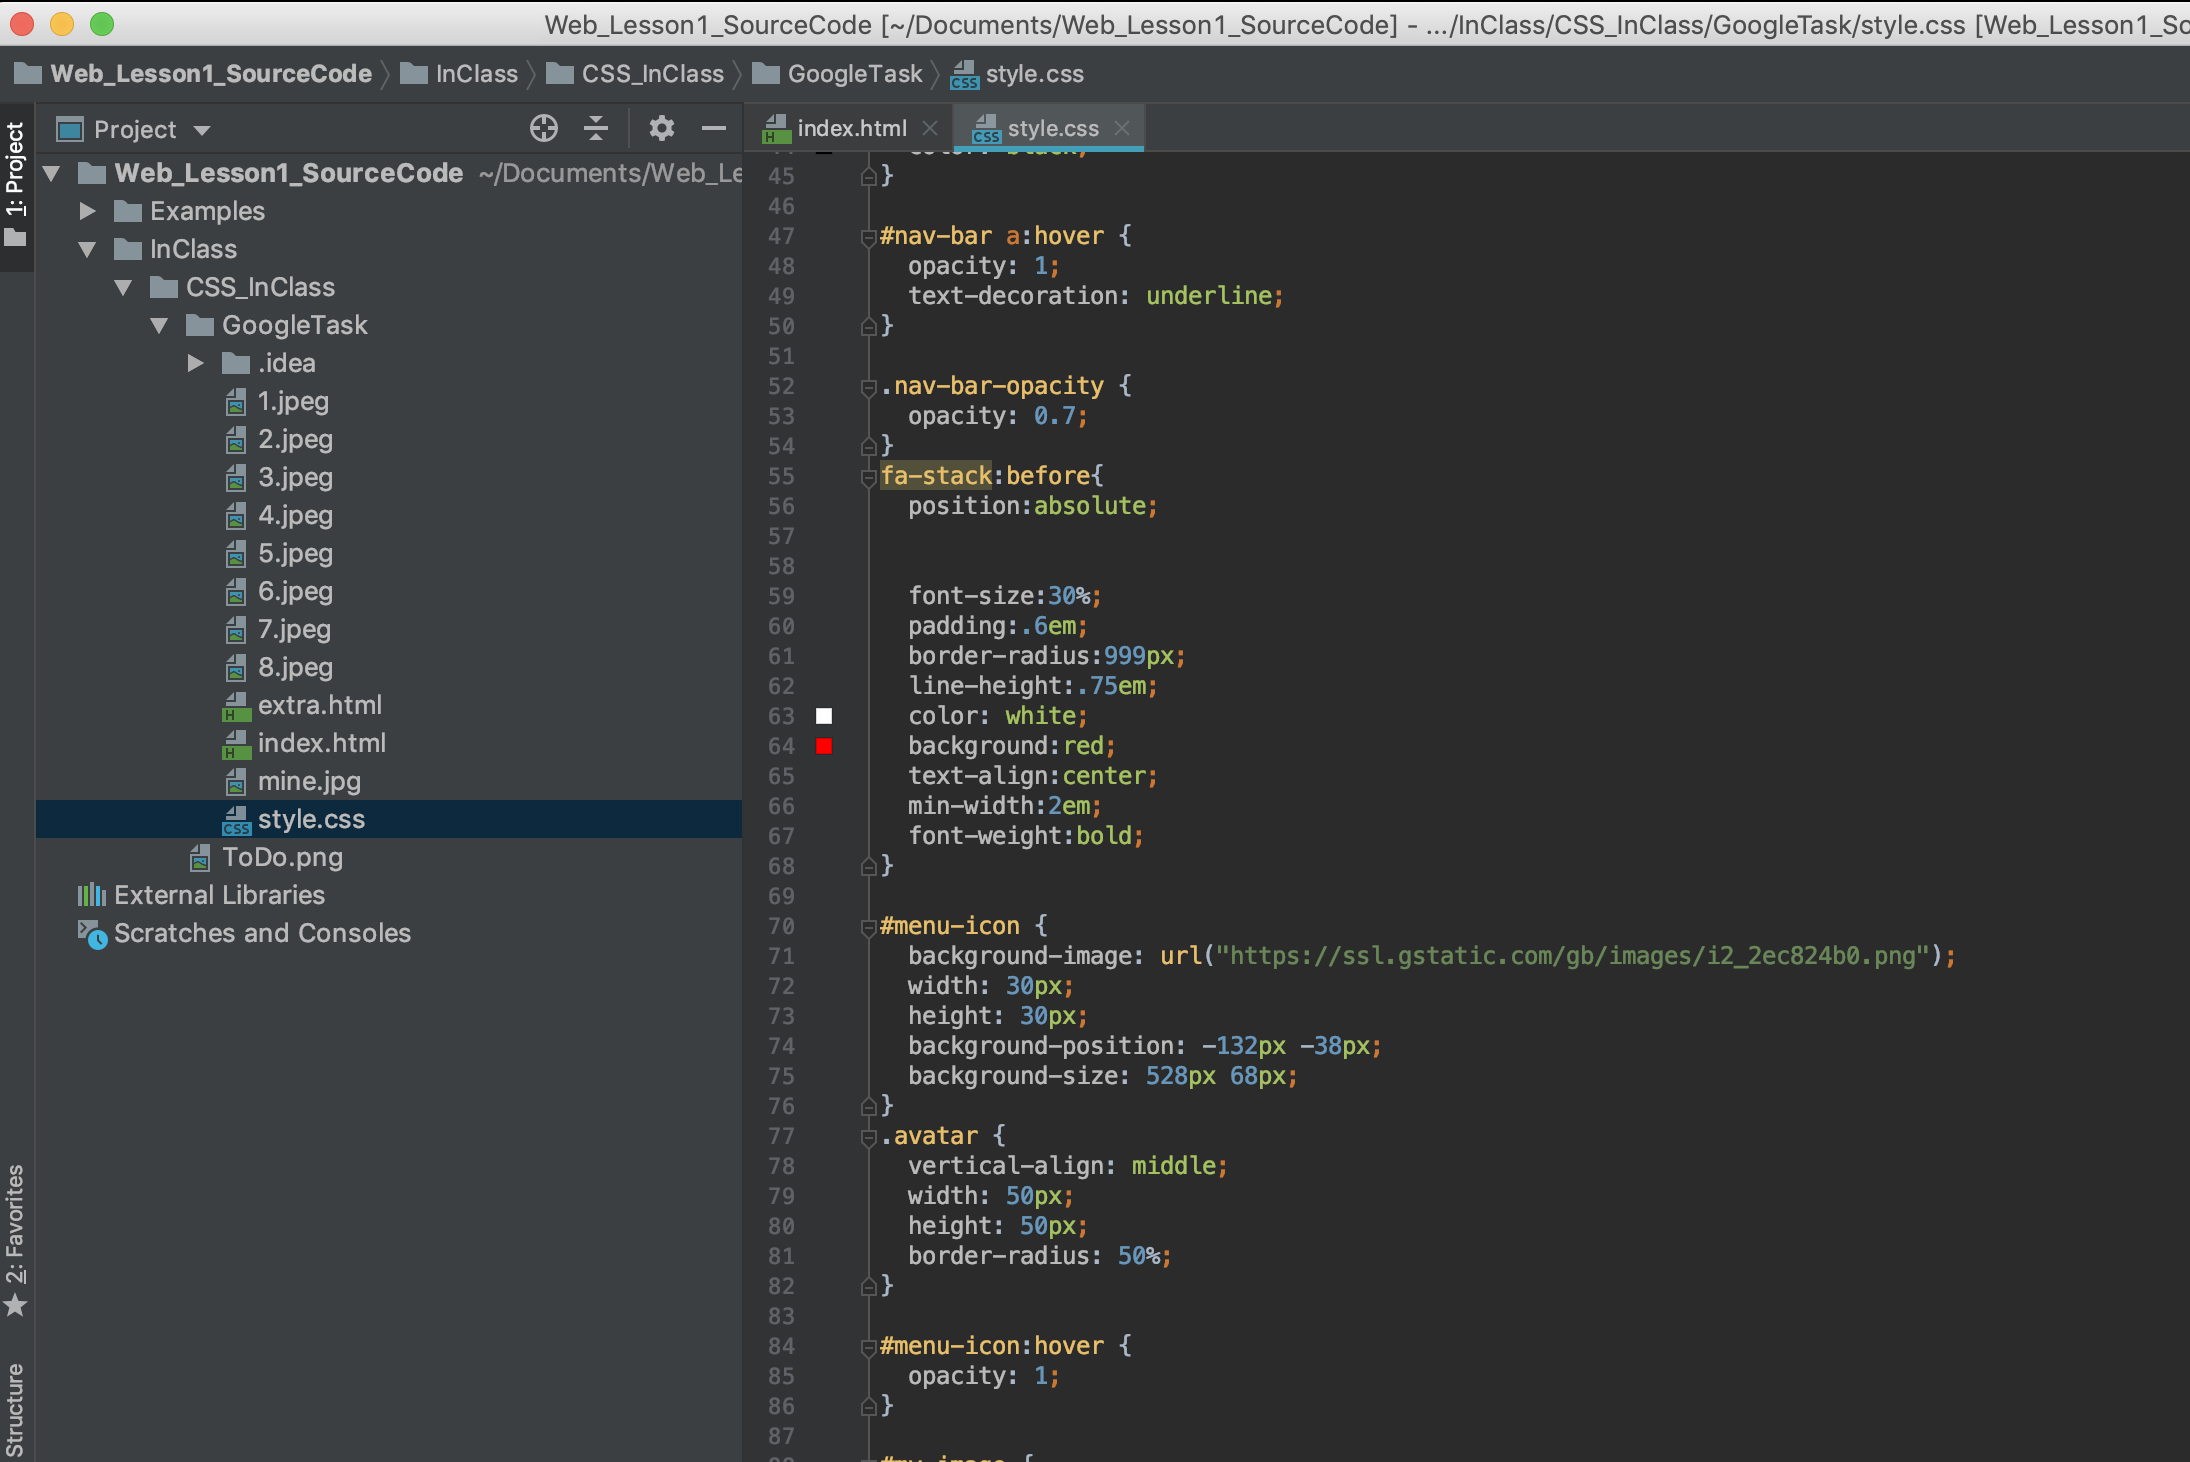 Web_Lesson1_SourceCode [~/Documents/Web_Lesson1_SourceCode] - .../InClass/CSS_InClass/GoogleTask/style.css [Web_Lesson1_So
Web_Lesson1_SourceCode InClass CSS_InClass GoogleTask style.css
1: Project
2: Favorites
Structure
Project
Web_Lesson1_SourceCode ~/Documents/Web_Le
Examples
InClass
CSS_InClass
GoogleTask
.idea
1.jpeg
2.jpeg
3.jpeg
4.jpeg
5.jpeg
6.jpeg
7.jpeg
8.jpeg
extra.html
index.html
mine.jpg
style.css
ToDo.png
External Libraries
Scratches and Consoles
index.html style.css
color: black;
45 }
46
47 #nav-bar a:hover {
48 opacity: 1;
49 text-decoration: underline;
50 }
51
52 .nav-bar-opacity {
53 opacity: 0.7;
54 }
55 fa-stack:before{
56 position:absolute;
57
58
59 font-size:30%;
60 padding:.6em;
61 border-radius:999px;
62 line-height:.75em;
63 color: white;
64 background:red;
65 text-align:center;
66 min-width:2em;
67 font-weight:bold;
68 }
69
70 #menu-icon {
71 background-image: url("https://ssl.gstatic.com/gb/images/i2_2ec824b0.png");
72 width: 30px;
73 height: 30px;
74 background-position: -132px -38px;
75 background-size: 528px 68px;
76 }
77 .avatar {
78 vertical-align: middle;
79 width: 50px;
80 height: 50px;
81 border-radius: 50%;
82 }
83
84 #menu-icon:hover {
85 opacity: 1;
86 }
87